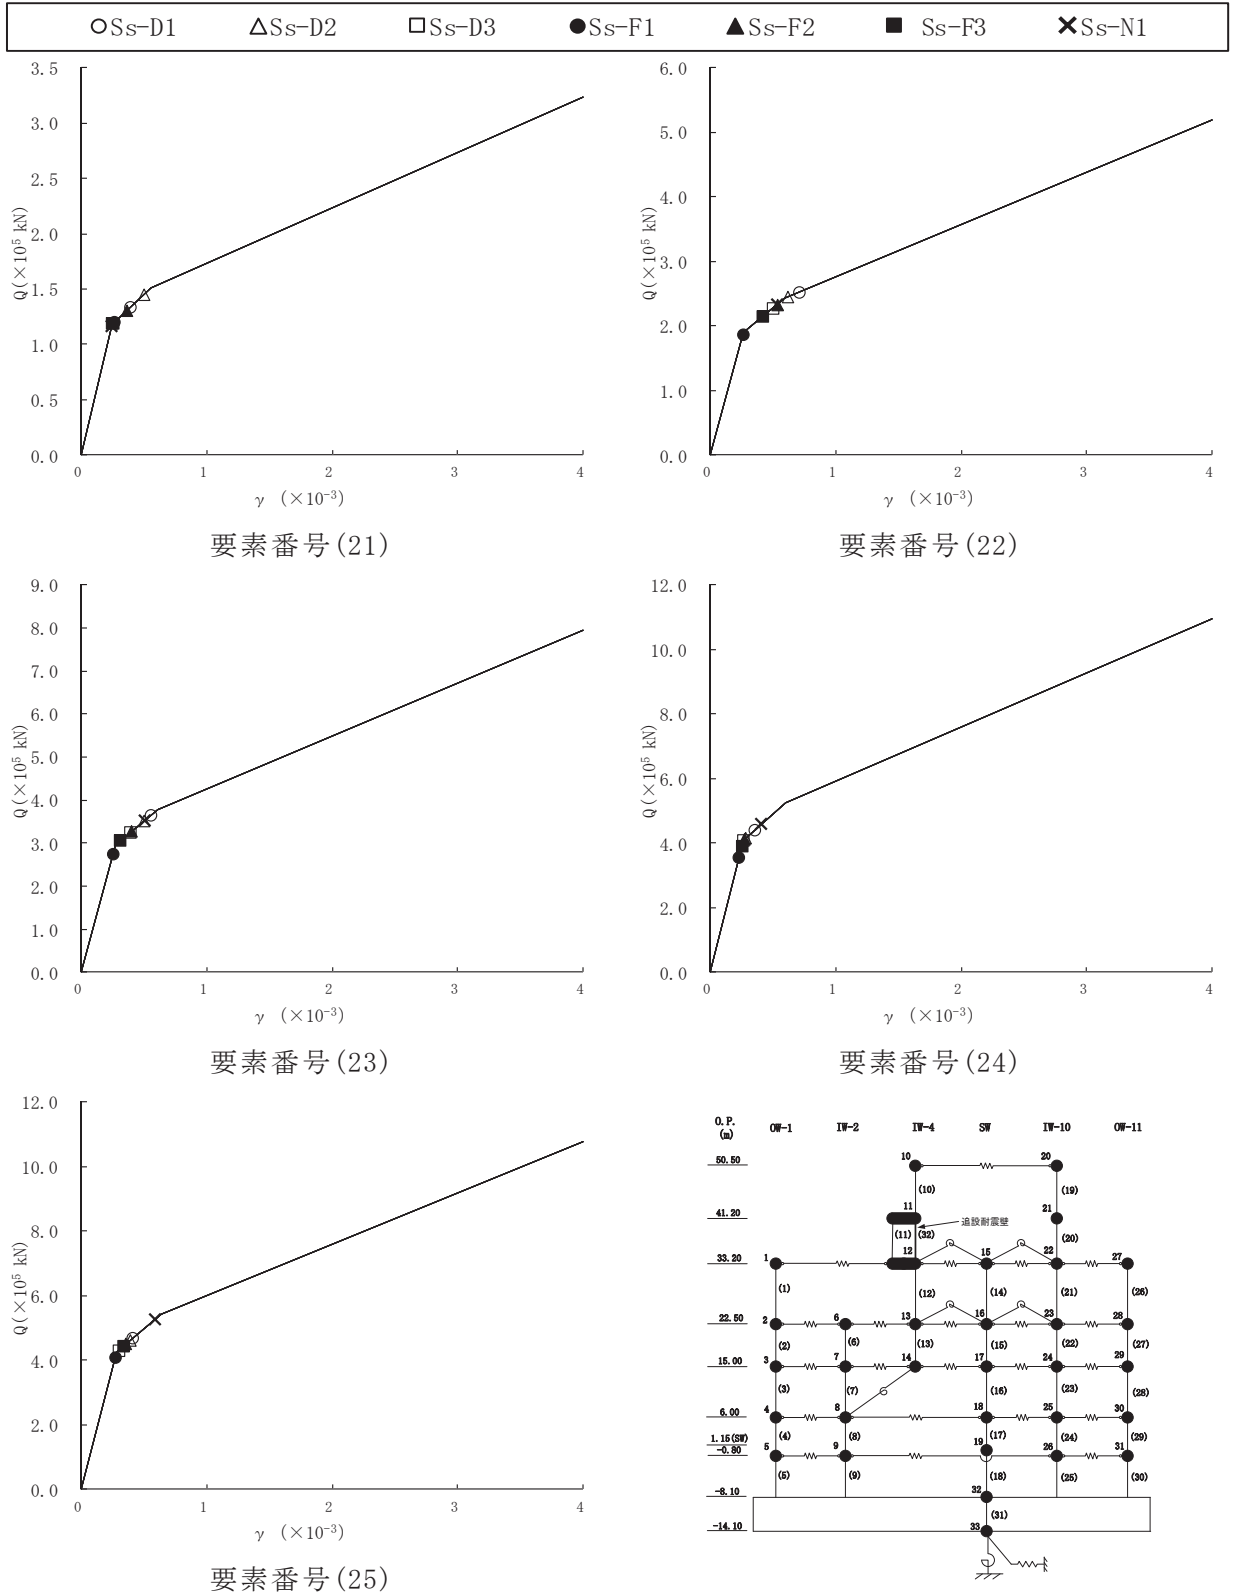 ○Ss-D1 △Ss-D2 □Ss-D3 ●Ss-F1 ▲Ss-F2 ■ Ss-F3 ×Ss-N1
3.5
3.0
2.5
2.0
1.5
1.0
0.5
0.0
Q(×10⁵ kN)
0 1 2 3 4
γ (×10⁻³)
要素番号(21)
6.0
5.0
4.0
3.0
2.0
1.0
0.0
Q(×10⁵ kN)
0 1 2 3 4
γ (×10⁻³)
要素番号(22)
9.0
8.0
7.0
6.0
5.0
4.0
3.0
2.0
1.0
0.0
Q(×10⁵ kN)
0 1 2 3 4
γ (×10⁻³)
要素番号(23)
12.0
10.0
8.0
6.0
4.0
2.0
0.0
Q(×10⁵ kN)
0 1 2 3 4
γ (×10⁻³)
要素番号(24)
12.0
10.0
8.0
6.0
4.0
2.0
0.0
Q(×10⁵ kN)
0 1 2 3 4
γ (×10⁻³)
要素番号(25)
O.P.
(m)
OW-1 IW-2 IW-4 SW IW-10 OW-11
10 20
50.50
(10) (19)
11 21
41.20
追設耐震壁
(11) (32) (20)
1 12 15 22 27
33.20
(1) (12) (14) (21) (26)
2 6 13 16 23 28
22.50
(2) (6) (13) (15) (22) (27)
3 7 14 17 24 29
15.00
(3) (7) (16) (23) (28)
4 8 18 25 30
6.00
(4) (8) (17) (24) (29)
1.15(SW)
5 9 19 26 31
-0.80
(5) (9) (18) (25) (30)
32
-8.10
(31)
33
-14.10